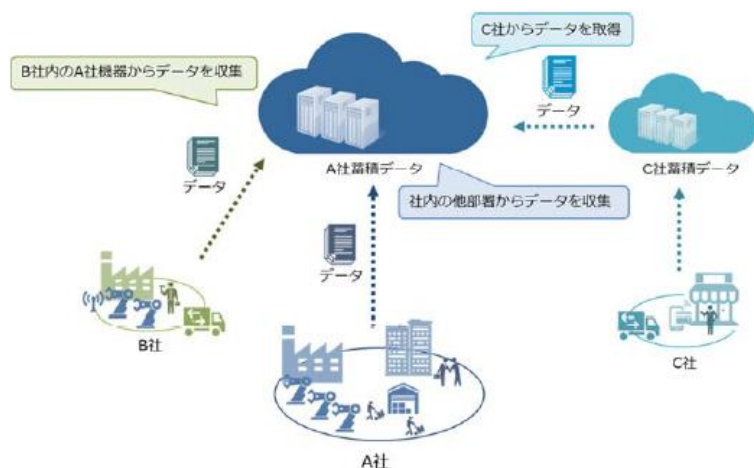 C社からデータを取得
B社内のA社機器からデータを収集
データ
A社蓄積データ
C社蓄積データ
データ
社内の他部署からデータを収集
データ
B社
C社
A社